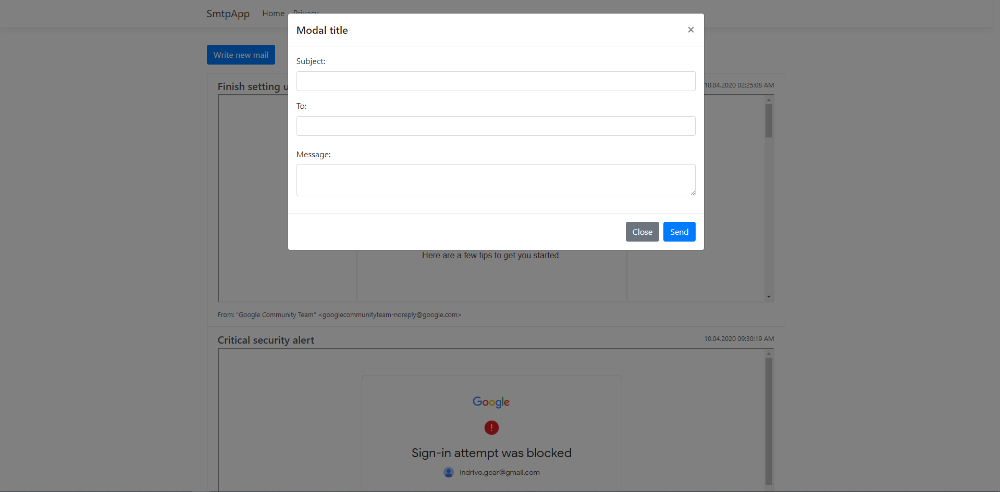 SmtpApp Home Privacy
Modal title ×
Write new mail
Subject:
Finish setting u
10.04.2020 02:25:08 AM
To:
Message:
Close Send
Here are a few tips to get you started.
From: "Google Community Team" <googlecommunityteam-noreply@google.com>
Critical security alert 10.04.2020 09:30:19 AM
Google
!
Sign-in attempt was blocked
indrivo.gear@gmail.com